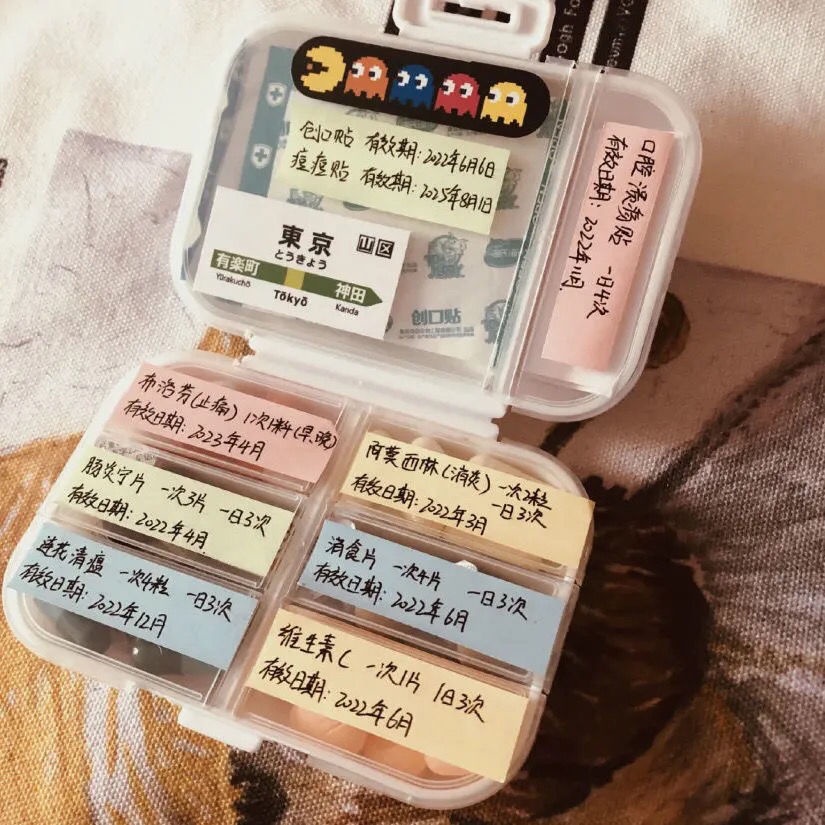 创口贴 有效期:2022年6月6日
痘痘贴 有效期:2025年8月1日
口腔溃疡贴 一日4次
有效日期:2022年11月
東京 山区
とうきょう
有楽町 神田
Yūrakuchō Tōkyō Kanda
创口贴
布洛芬(止痛) 1次1粒(早.晚)
有效日期:2023年4月
肠炎宁片 一次3片 一日3次
有效日期:2022年4月
莲花清瘟 一次4粒 一日3次
有效日期:2022年12月
阿莫西林(消炎) 一次2粒
一日3次
有效日期:2022年3月
消食片 一次4片 一日3次
有效日期:2022年6月
维生素C 一次1片 1日3次
有效日期:2022年6月